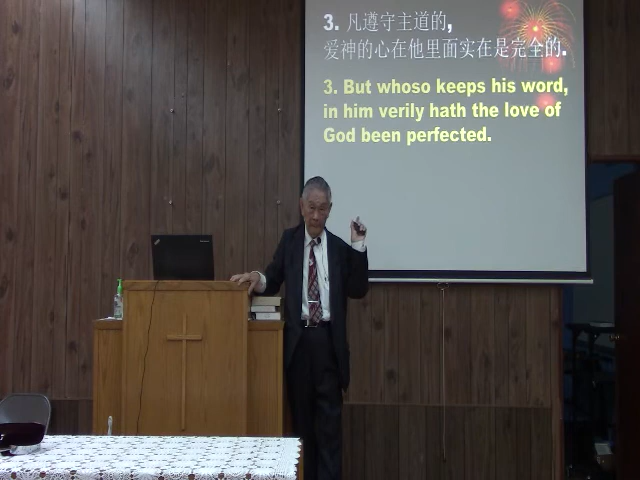 3. 凡遵守主道的,
爱神的心在他里面实在是完全的.
3. But whoso keeps his word,
in him verily hath the love of
God been perfected.